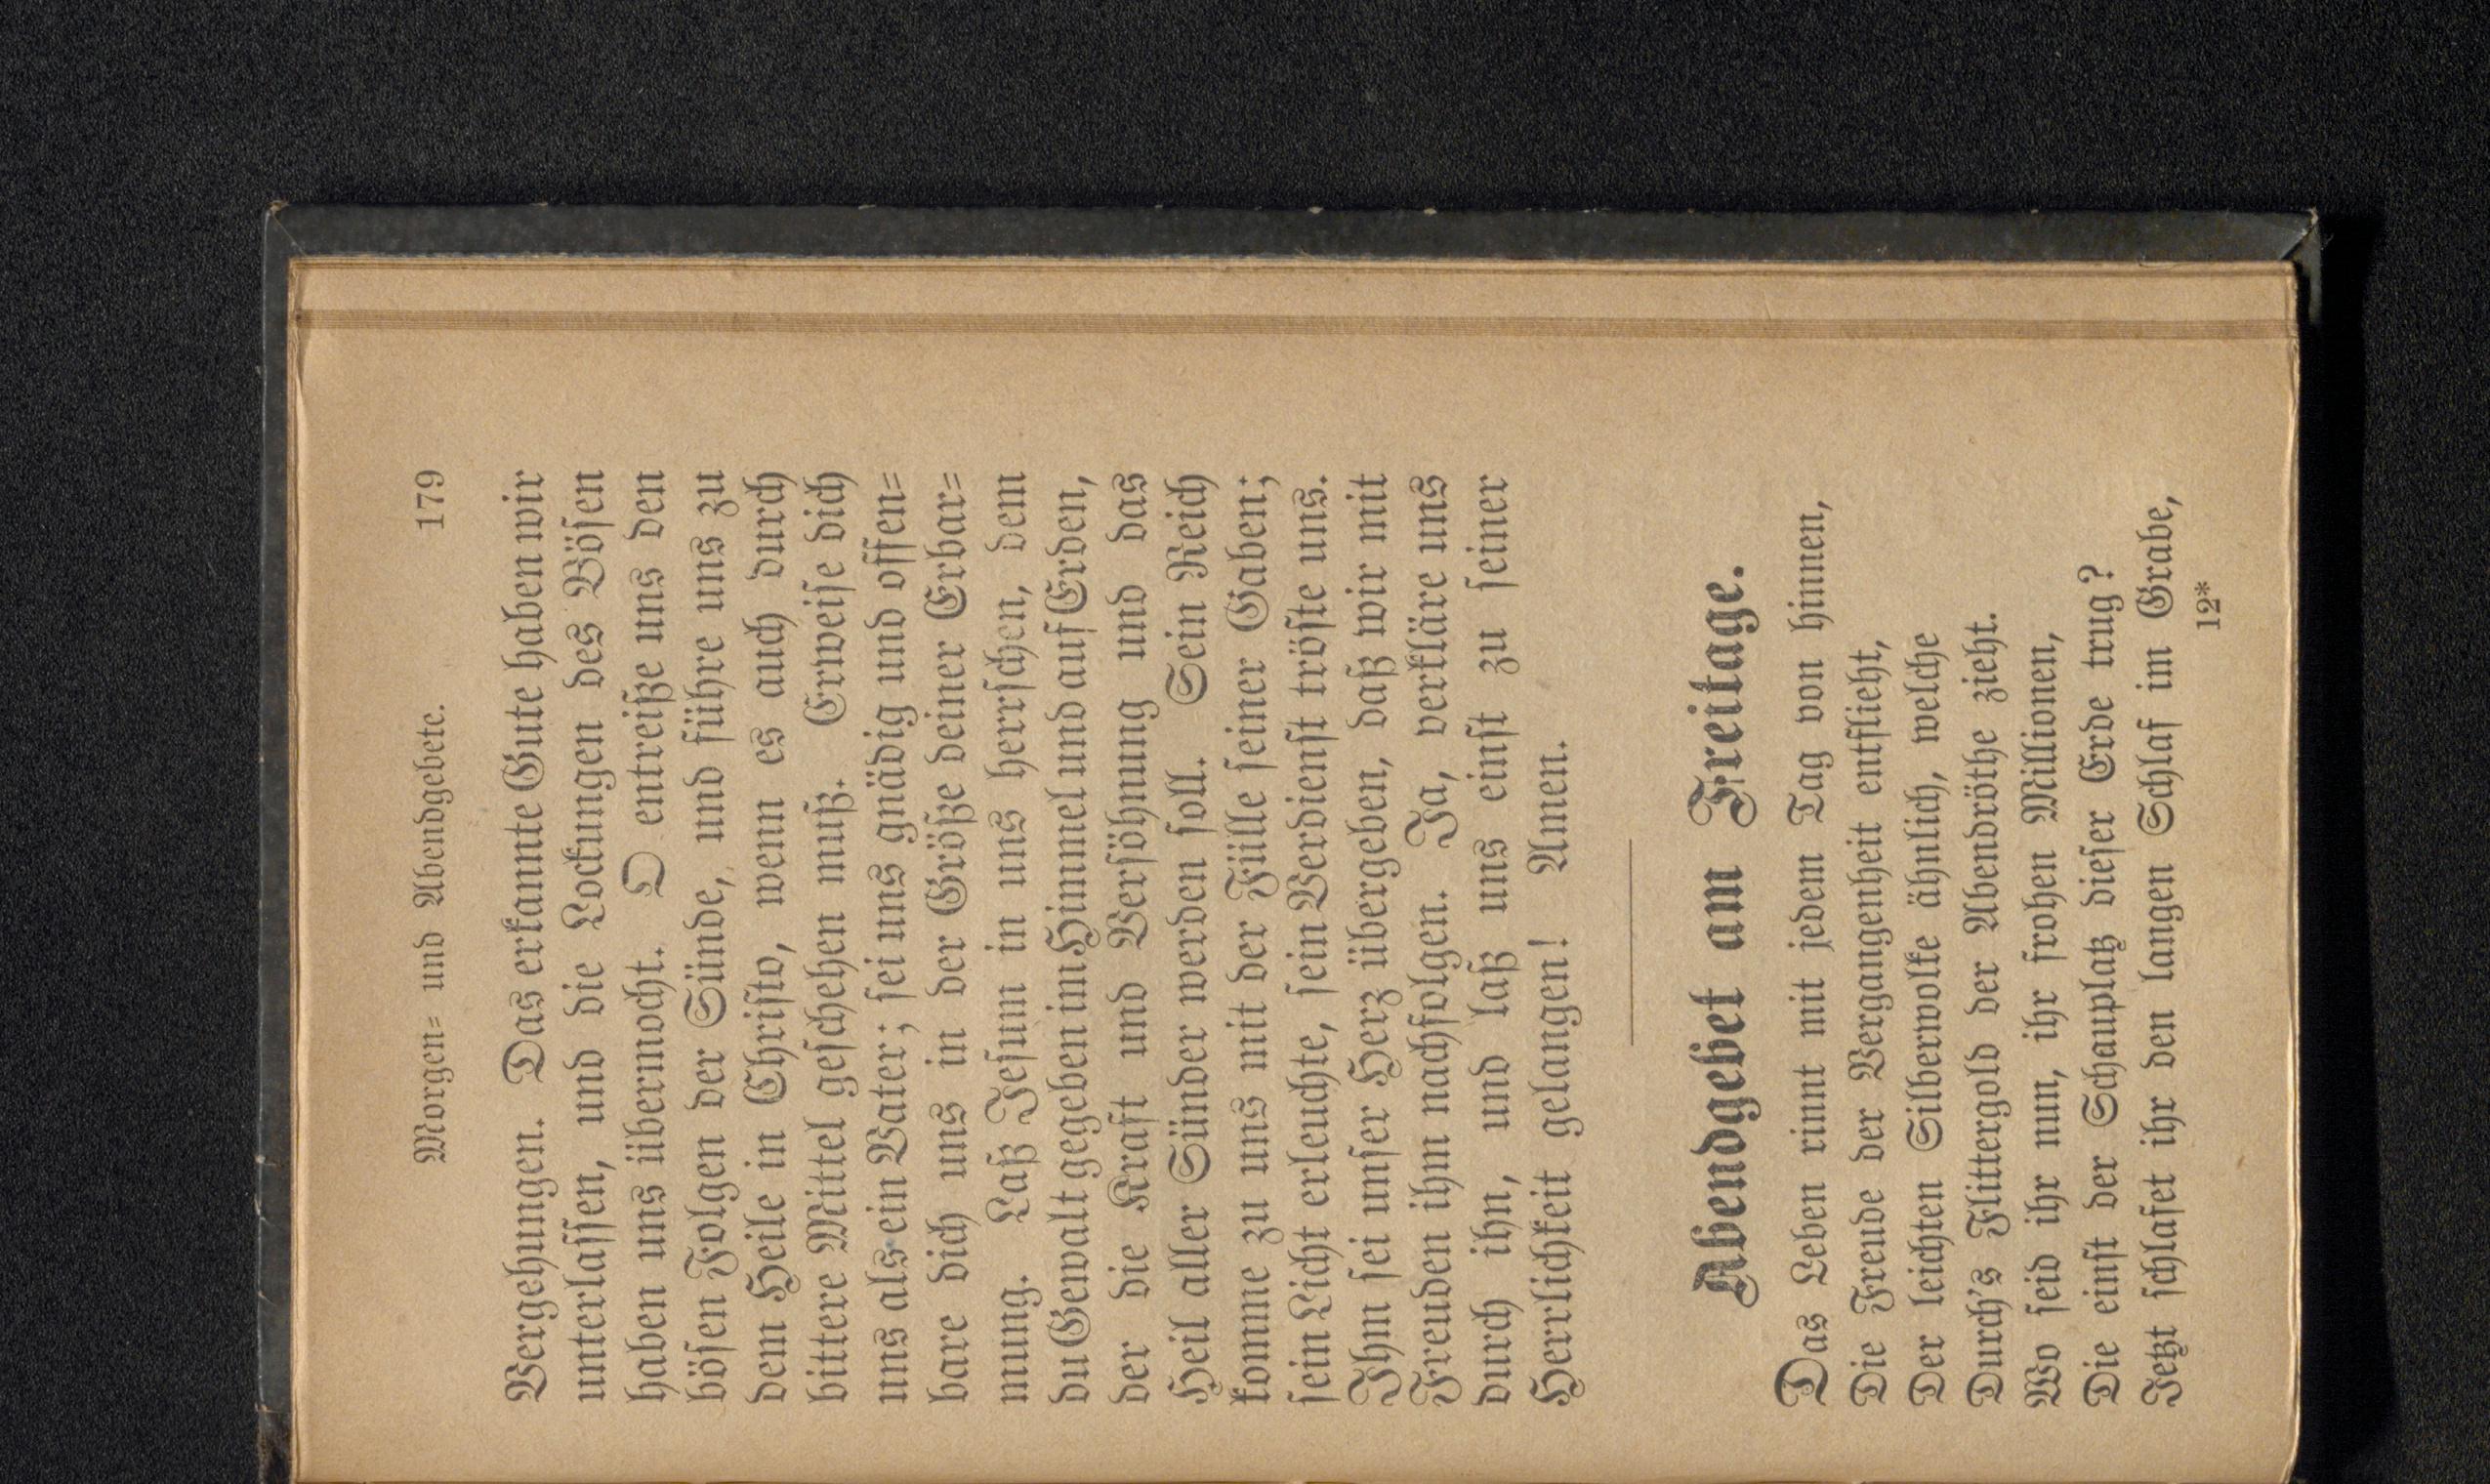 Morgen= und Abendgebete. 179
Vergehungen. Das erkannte Gute haben wir
unterlassen, und die Lockungen des Bösen
haben uns übermocht. O entreiße uns den
bösen Folgen der Sünde, und führe uns zu
dem Heile in Christo, wenn es auch durch
bittere Mittel geschehen muß. Erweise dich
uns als ein Vater; sei uns gnädig und offen=
bare dich uns in der Größe deiner Erbar=
mung. Laß Jesum in uns herrschen, dem
du Gewalt gegeben im Himmel und auf Erden,
der die Kraft und Versöhnung und das
Heil aller Sünder werden soll. Sein Reich
komme zu uns mit der Fülle seiner Gaben;
sein Licht erleuchte, sein Verdienst tröste uns.
Ihm sei unser Herz übergeben, daß wir mit
Freuden ihm nachfolgen. Ja, verkläre uns
durch ihn, und laß uns einst zu seiner
Herrlichkeit gelangen! Amen.
Abendgebet am Freitage.
Das Leben rinnt mit jedem Tag von hinnen,
Die Freude der Vergangenheit entflieht,
Der leichten Silberwolke ähnlich, welche
Durch's Flittergold der Abendröthe zieht.
Wo seid ihr nun, ihr frohen Millionen,
Die einst der Schauplatz dieser Erde trug?
Jetzt schlafet ihr den langen Schlaf im Grabe,
12*